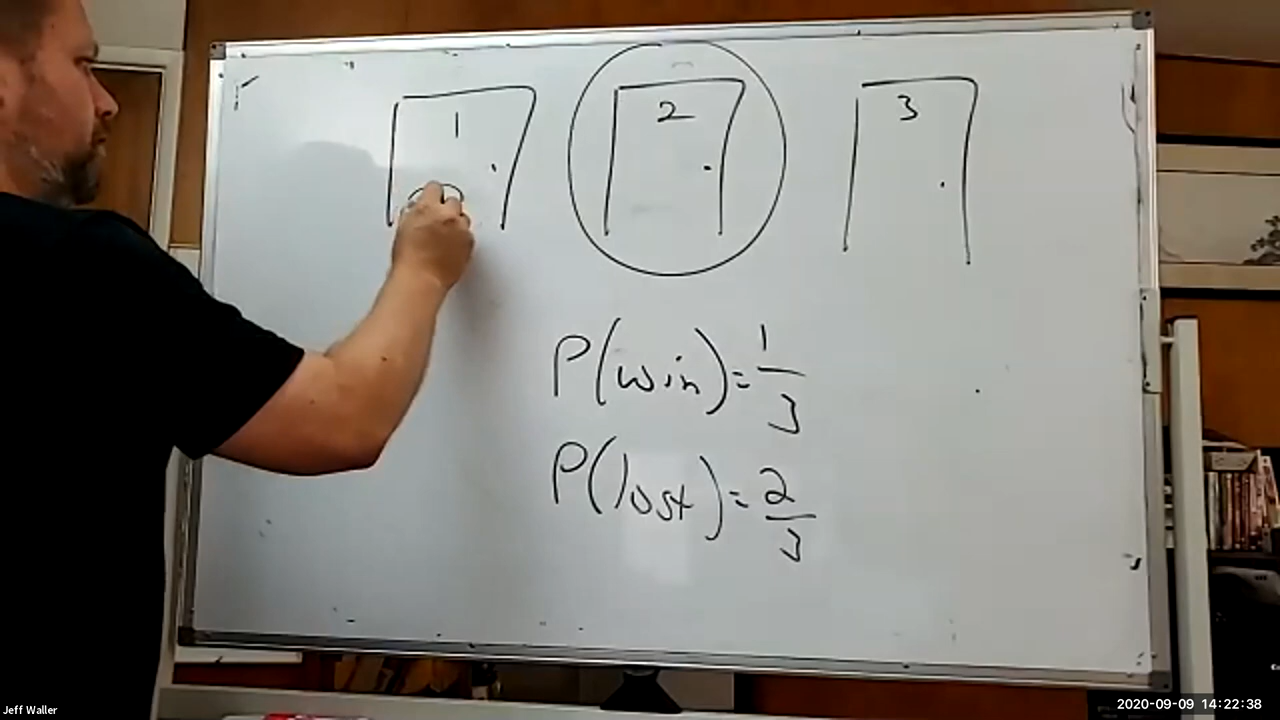 1 2 3
P(win) = 1/3
P(lost) = 2/3
Jeff Waller
2020-09-09 14:22:38